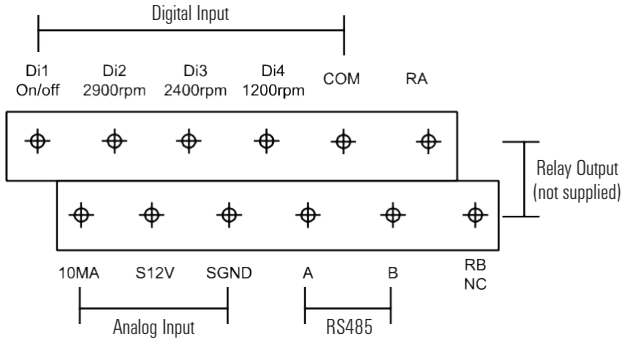 Digital Input
Di1 Di2 Di3 Di4 COM RA
On/off 2900rpm 2400rpm 1200rpm
Relay Output
(not supplied)
10MA S12V SGND A B RB
NC
Analog Input RS485